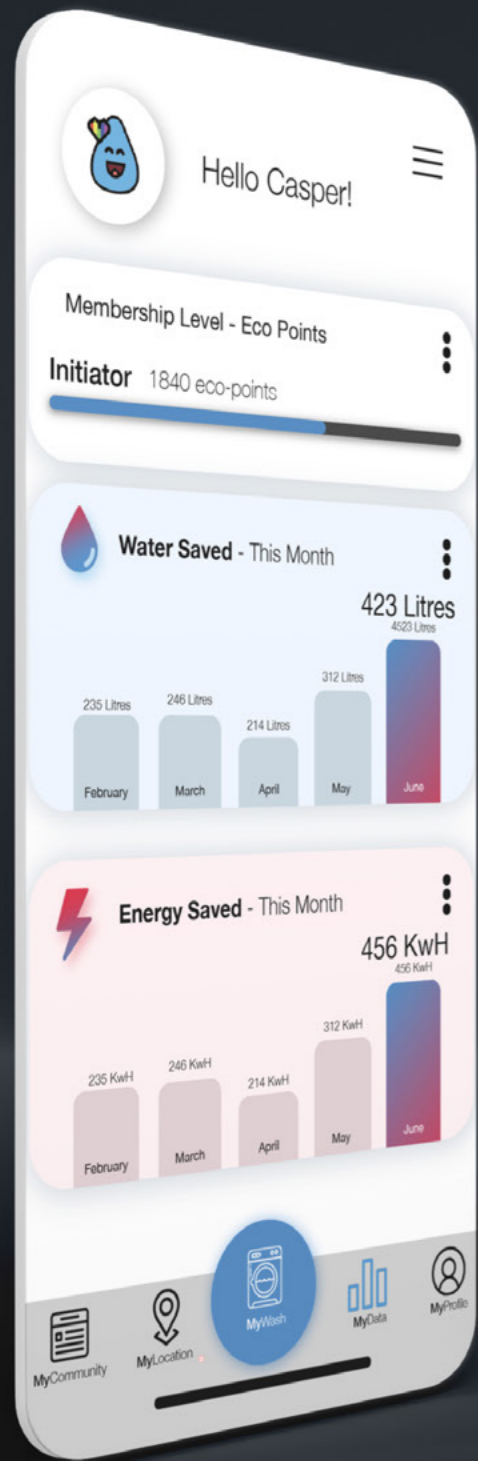 Hello Casper!
Membership Level - Eco Points
Initiator 1840 eco-points
Water Saved - This Month
423 Litres
4523 Litres
312 Litres
235 Litres
246 Litres
214 Litres
February
March
April
May
June
Energy Saved - This Month
456 KwH
456 KwH
312 KwH
235 KwH
246 KwH
214 KwH
February
March
April
May
June
MyCommunity
MyLocation
MyWash
MyData
MyProfile